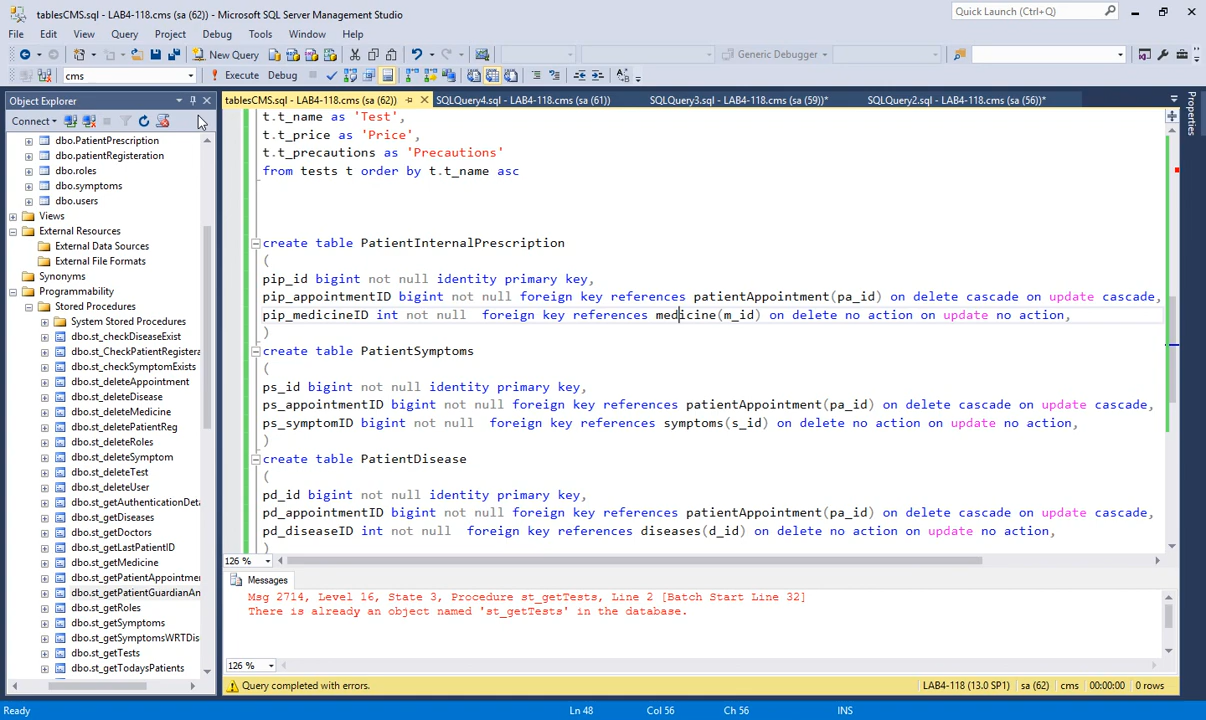 tablesCMS.sql - LAB4-118.cms (sa (62)) - Microsoft SQL Server Management Studio
Quick Launch (Ctrl+Q)
File Edit View Query Project Debug Tools Window Help
New Query
Generic Debugger
cms
Execute Debug
Object Explorer
tablesCMS.sql - LAB4-118.cms (sa (62))
SQLQuery4.sql - LAB4-118.cms (sa (61))
SQLQuery3.sql - LAB4-118.cms (sa (59))*
SQLQuery2.sql - LAB4-118.cms (sa (56))*
Properties
Connect
dbo.PatientPrescription
dbo.patientRegisteration
dbo.roles
dbo.symptoms
dbo.users
Views
External Resources
External Data Sources
External File Formats
Synonyms
Programmability
Stored Procedures
System Stored Procedures
dbo.st_checkDiseaseExist
dbo.st_CheckPatientRegistera
dbo.st_checkSymptomExists
dbo.st_deleteAppointment
dbo.st_deleteDisease
dbo.st_deleteMedicine
dbo.st_deletePatientReg
dbo.st_deleteRoles
dbo.st_deleteSymptom
dbo.st_deleteTest
dbo.st_deleteUser
dbo.st_getAuthenticationDeta
dbo.st_getDiseases
dbo.st_getDoctors
dbo.st_getLastPatientID
dbo.st_getMedicine
dbo.st_getPatientAppointmen
dbo.st_getPatientGuardianAn
dbo.st_getRoles
dbo.st_getSymptoms
dbo.st_getSymptomsWRTDis
dbo.st_getTests
dbo.st_getTodaysPatients
t.t_name as 'Test',
t.t_price as 'Price',
t.t_precautions as 'Precautions'
from tests t order by t.t_name asc
create table PatientInternalPrescription
(
pip_id bigint not null identity primary key,
pip_appointmentID bigint not null foreign key references patientAppointment(pa_id) on delete cascade on update cascade,
pip_medicineID int not null  foreign key references medicine(m_id) on delete no action on update no action,
)
create table PatientSymptoms
(
ps_id bigint not null identity primary key,
ps_appointmentID bigint not null foreign key references patientAppointment(pa_id) on delete cascade on update cascade,
ps_symptomID bigint not null  foreign key references symptoms(s_id) on delete no action on update no action,
)
create table PatientDisease
(
pd_id bigint not null identity primary key,
pd_appointmentID bigint not null foreign key references patientAppointment(pa_id) on delete cascade on update cascade,
pd_diseaseID int not null  foreign key references diseases(d_id) on delete no action on update no action,
)
126 %
Messages
Msg 2714, Level 16, State 3, Procedure st_getTests, Line 2 [Batch Start Line 32]
There is already an object named 'st_getTests' in the database.
126 %
Query completed with errors.
LAB4-118 (13.0 SP1) sa (62) cms 00:00:00 0 rows
Ready
Ln 48 Col 56 Ch 56 INS